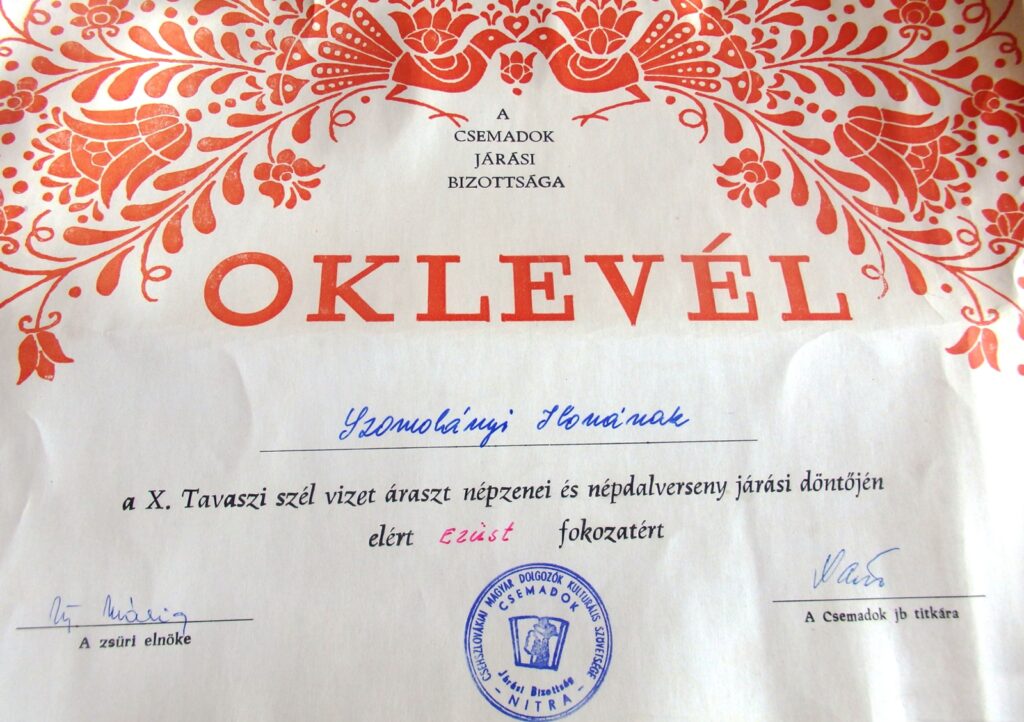 A
CSEMADOK
JÁRÁSI
BIZOTTSÁGA
OKLEVÉL
Szomolányi Ilonának
a X. Tavaszi szél vizet áraszt népzenei és népdalverseny járási döntőjén
elért ezüst fokozatért
A zsüri elnöke
A Csemadok jb titkára
CSEHSZLOVÁKIAI MAGYAR DOLGOZÓK KULTURÁLIS SZÖVETSÉGE
CSEMADOK
Járási Bizottság
- NITRA -